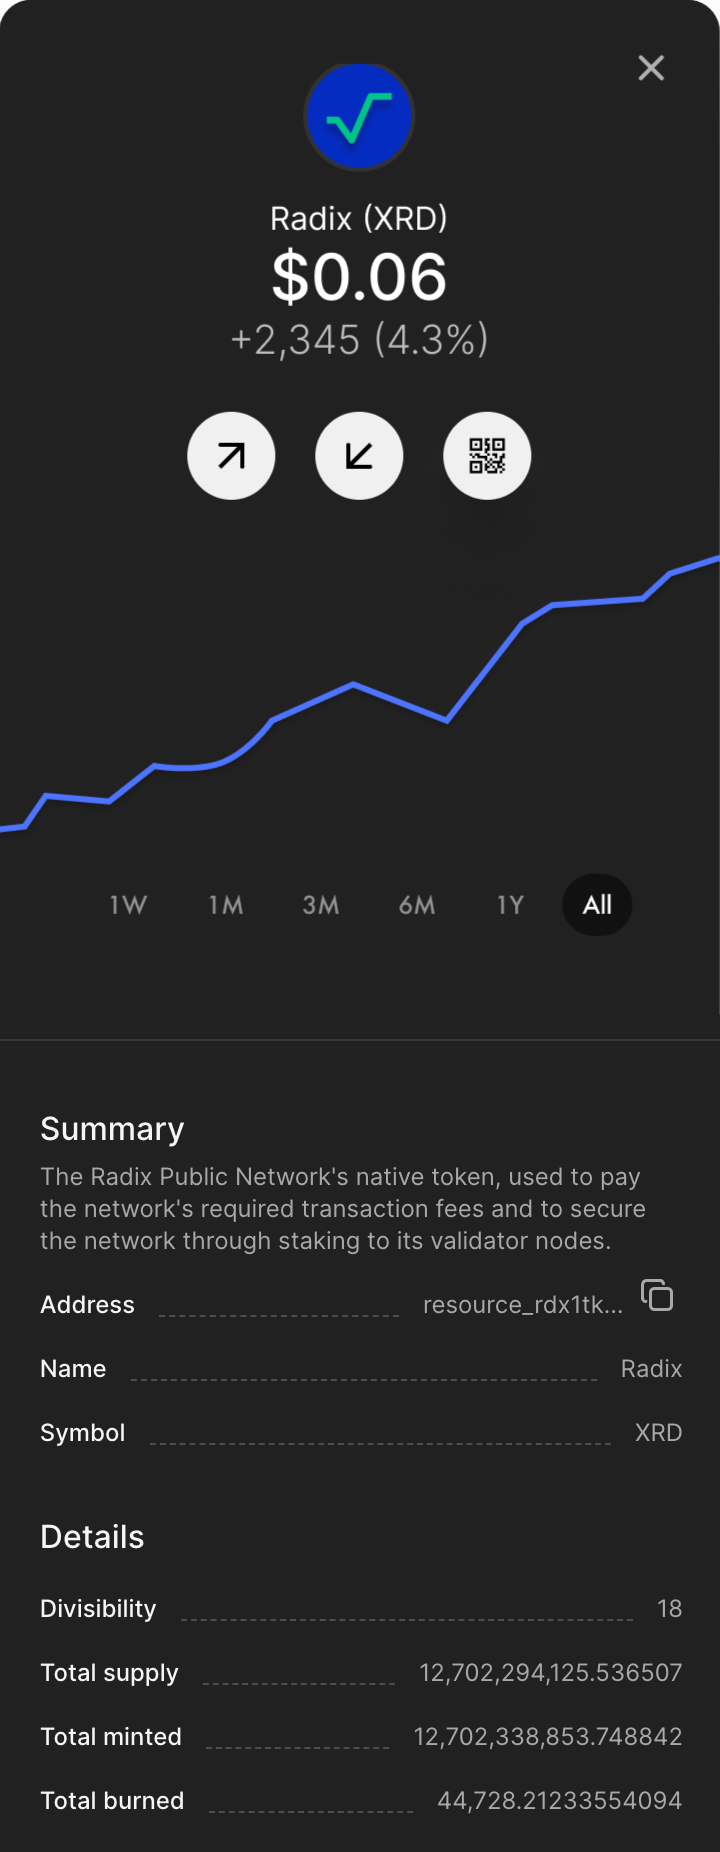 Radix (XRD)
$0.06
+2,345 (4.3%)
1W 1M 3M 6M 1Y All
Summary
The Radix Public Network's native token, used to pay
the network's required transaction fees and to secure
the network through staking to its validator nodes.
Address resource_rdx1tk...
Name Radix
Symbol XRD
Details
Divisibility 18
Total supply 12,702,294,125.536507
Total minted 12,702,338,853.748842
Total burned 44,728.21233554094